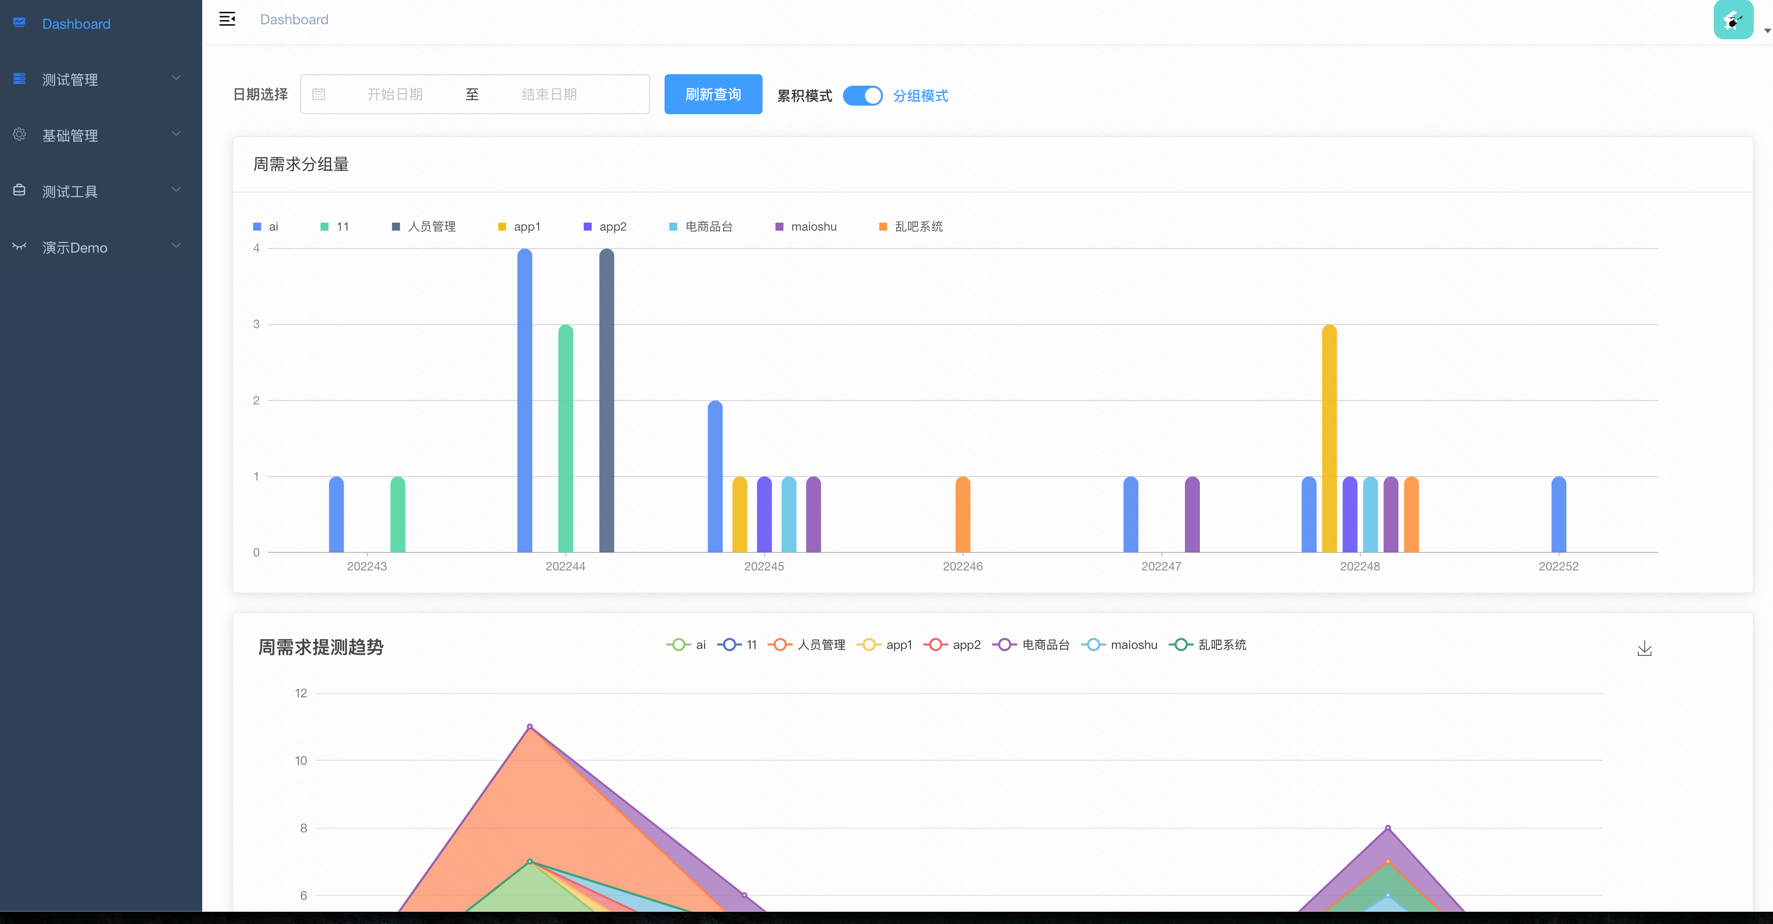 Dashboard
测试管理
基础管理
测试工具
演示Demo
Dashboard
日期选择 开始日期 至 结束日期 刷新查询 累积模式 分组模式
周需求分组量
ai 11 人员管理 app1 app2 电商品台 maioshu 乱吧系统
4
3
2
1
0
202243 202244 202245 202246 202247 202248 202252
周需求提测趋势 ai 11 人员管理 app1 app2 电商品台 maioshu 乱吧系统
12
10
8
6